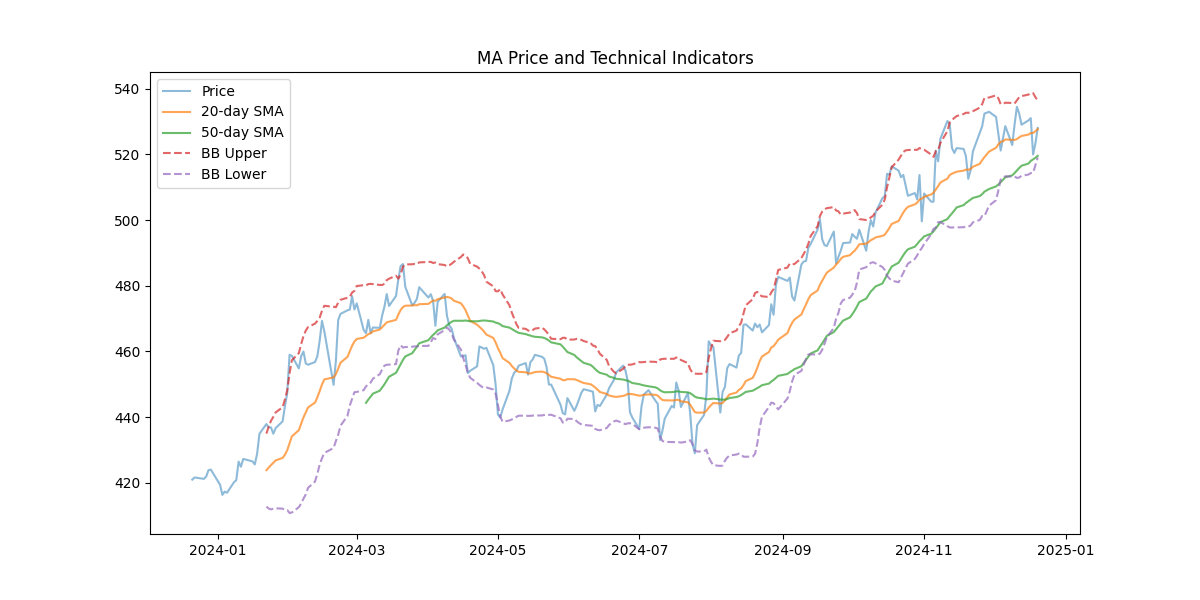 MA Price and Technical Indicators
Price
20-day SMA
50-day SMA
BB Upper
BB Lower
540
520
500
480
460
440
420
2024-01
2024-03
2024-05
2024-07
2024-09
2024-11
2025-01